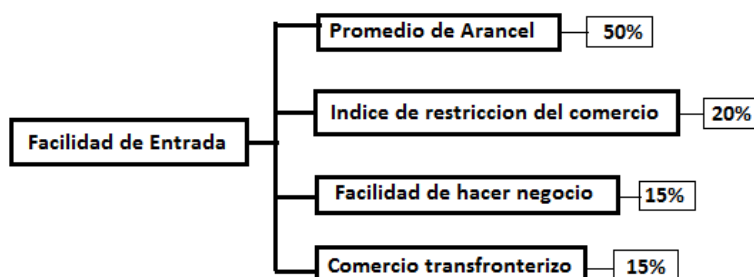 Promedio de Arancel
50%
Indice de restriccion del comercio
20%
Facilidad de Entrada
Facilidad de hacer negocio
15%
Comercio transfronterizo
15%